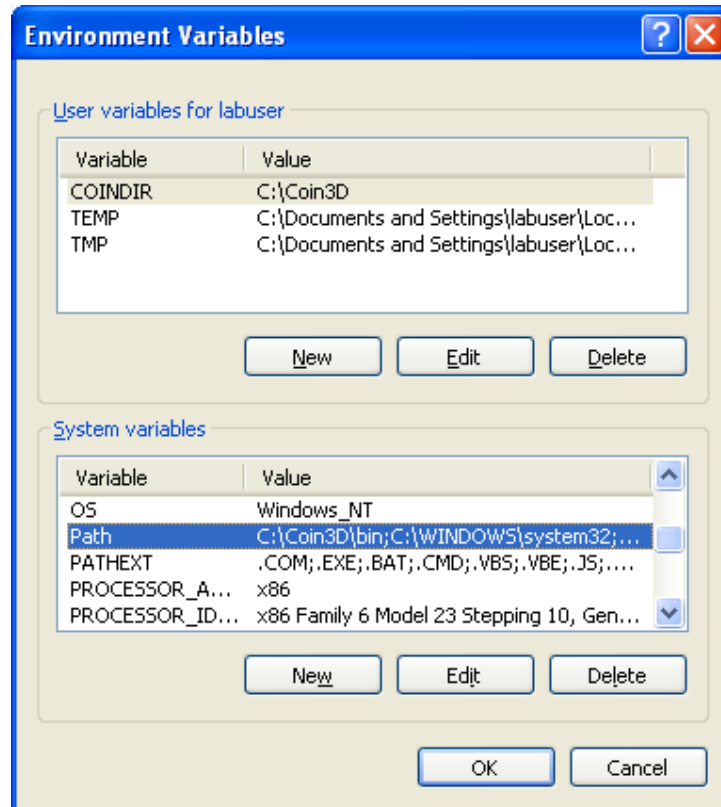 Environment Variables
User variables for labuser
Variable Value
COINDIR C:\Coin3D
TEMP C:\Documents and Settings\labuser\Loc...
TMP C:\Documents and Settings\labuser\Loc...
New Edit Delete
System variables
Variable Value
OS Windows_NT
Path C:\Coin3D\bin;C:\WINDOWS\system32;...
PATHEXT .COM;.EXE;.BAT;.CMD;.VBS;.VBE;.JS;....
PROCESSOR_A... x86
PROCESSOR_ID... x86 Family 6 Model 23 Stepping 10, Gen...
New Edit Delete
OK Cancel